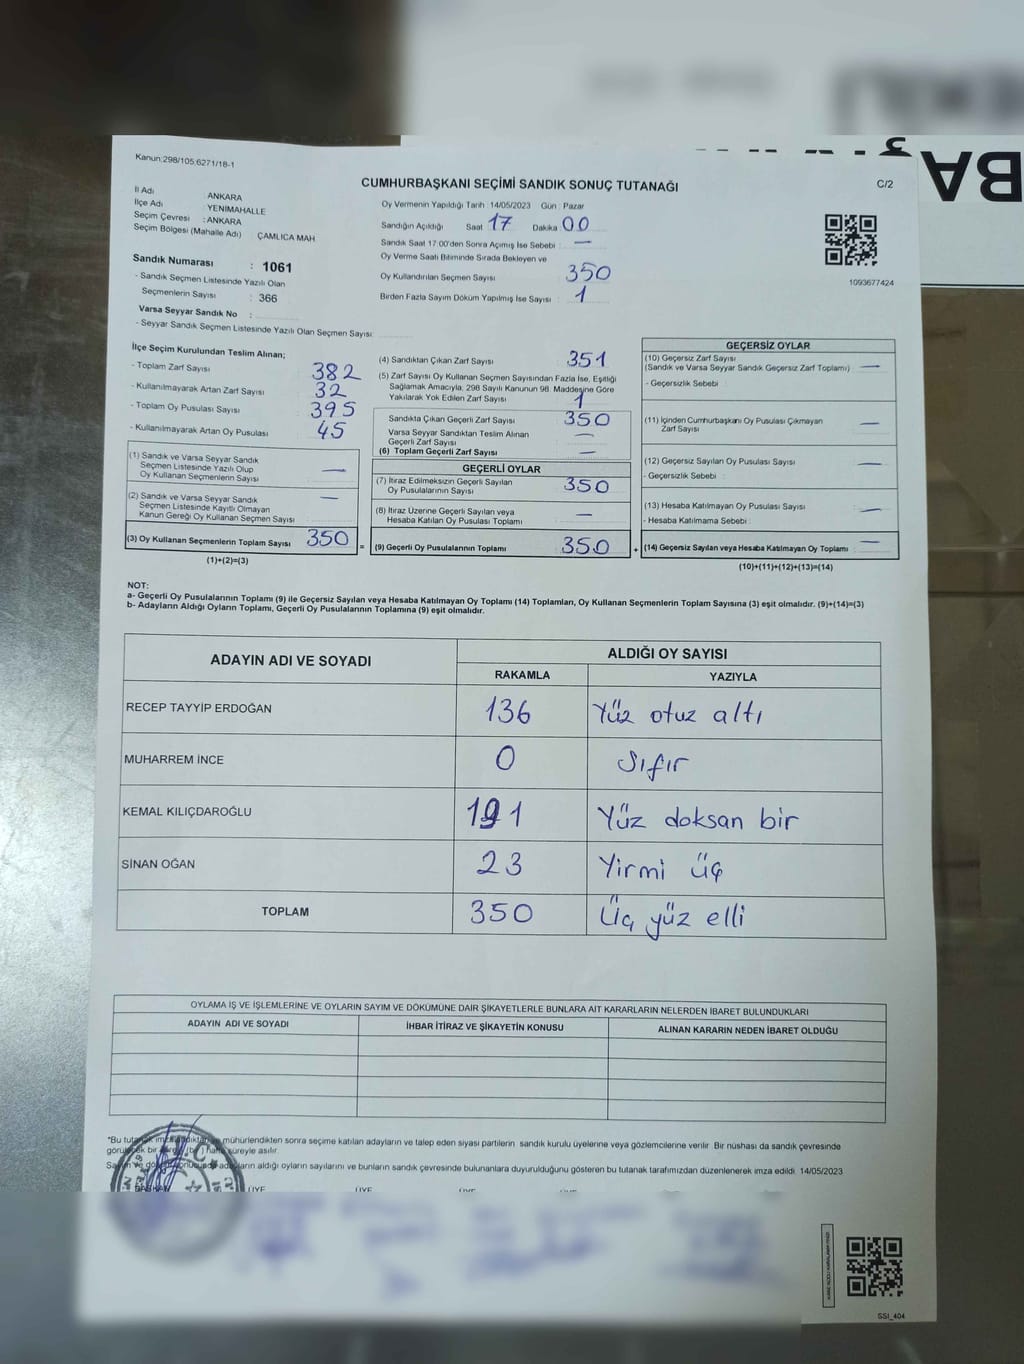 BA
Kanun:298/105,6271/18-1
CUMHURBAŞKANI SEÇİMİ SANDIK SONUÇ TUTANAĞI
C/2
İl Adı : ANKARA
İlçe Adı : YENİMAHALLE
Seçim Çevresi : ANKARA
Seçim Bölgesi (Mahalle Adı) ÇAMLICA MAH
Sandık Numarası : 1061
- Sandık Seçmen Listesinde Yazılı Olan
Seçmenlerin Sayısı : 366
Varsa Seyyar Sandık No :
- Seyyar Sandık Seçmen Listesinde Yazılı Olan Seçmen Sayısı:
Oy Vermenin Yapıldığı Tarih :14/05/2023 Gün : Pazar
Sandığın Açıldığı Saat 17 Dakika 00
Sandık Saat 17:00'den Sonra Açımış İse Sebebi : —
Oy Verme Saati Bitiminde Sırada Bekleyen ve
Oy Kullandırılan Seçmen Sayısı 350
Birden Fazla Sayım Döküm Yapılmış İse Sayısı : 1
1093677424
İlçe Seçim Kurulundan Teslim Alınan;
- Toplam Zarf Sayısı 382
- Kullanılmayarak Artan Zarf Sayısı 32
- Toplam Oy Pusulası Sayısı 395
- Kullanılmayarak Artan Oy Pusulası 45
(1) Sandık ve Varsa Seyyar Sandık
Seçmen Listesinde Yazılı Olup
Oy Kullanan Seçmenlerin Sayısı —
(2) Sandık ve Varsa Seyyar Sandık
Seçmen Listesinde Kayıtlı Olmayan
Kanun Gereği Oy Kullanan Seçmen Sayısı —
(3) Oy Kullanan Seçmenlerin Toplam Sayısı 350
(1)+(2)=(3)
(4) Sandıktan Çıkan Zarf Sayısı 351
(5) Zarf Sayısı Oy Kullanan Seçmen Sayısından Fazla İse, Eşitliği
Sağlamak Amacıyla, 298 Sayılı Kanunun 98. Maddesine Göre
Yakılarak Yok Edilen Zarf Sayısı 1
Sandıkta Çıkan Geçerli Zarf Sayısı 350
Varsa Seyyar Sandıktan Teslim Alınan
Geçerli Zarf Sayısı —
(6) Toplam Geçerli Zarf Sayısı —
GEÇERLİ OYLAR
(7) İtiraz Edilmeksizin Geçerli Sayılan
Oy Pusulalarının Sayısı 350
(8) İtiraz Üzerine Geçerli Sayılan veya
Hesaba Katılan Oy Pusulası Toplamı —
= (9) Geçerli Oy Pusulalarının Toplamı 350 +
GEÇERSİZ OYLAR
(10) Geçersiz Zarf Sayısı
(Sandık ve Varsa Seyyar Sandık Geçersiz Zarf Toplamı) —
- Geçersizlik Sebebi :
(11) İçinden Cumhurbaşkanı Oy Pusulası Çıkmayan
Zarf Sayısı —
(12) Geçersiz Sayılan Oy Pusulası Sayısı —
- Geçersizlik Sebebi :
(13) Hesaba Katılmayan Oy Pusulası Sayısı —
- Hesaba Katılmama Sebebi :
(14) Geçersiz Sayılan veya Hesaba Katılmayan Oy Toplamı —
(10)+(11)+(12)+(13)=(14)
NOT:
a- Geçerli Oy Pusulalarının Toplamı (9) ile Geçersiz Sayılan veya Hesaba Katılmayan Oy Toplamı (14) Toplamları, Oy Kullanan Seçmenlerin Toplam Sayısına (3) eşit olmalıdır. (9)+(14)=(3)
b- Adayların Aldığı Oyların Toplamı, Geçerli Oy Pusulalarının Toplamına (9) eşit olmalıdır.
ADAYIN ADI VE SOYADI
ALDIĞI OY SAYISI
RAKAMLA YAZIYLA
RECEP TAYYİP ERDOĞAN 136 Yüz otuz altı
MUHARREM İNCE 0 Sıfır
KEMAL KILIÇDAROĞLU 191 Yüz doksan bir
SİNAN OĞAN 23 Yirmi üç
TOPLAM 350 Üç yüz elli
OYLAMA İŞ VE İŞLEMLERİNE VE OYLARIN SAYIM VE DÖKÜMÜNE DAİR ŞİKAYETLERLE BUNLARA AİT KARARLARIN NELERDEN İBARET BULUNDUKLARI
ADAYIN ADI VE SOYADI İHBAR İTİRAZ VE ŞİKAYETİN KONUSU ALINAN KARARIN NEDEN İBARET OLDUĞU
*Bu mühürlendikten sonra seçime katılan adayların ve talep eden siyasi partilerin sandık kurulu üyelerine veya gözlemcilerine verilir. Bir nüshası da sandık çevresinde
görülecek bir süreyle asılır.
aldığı oyların sayılarını ve bunların sandık çevresinde bulunanlara duyurulduğunu gösteren bu tutanak tarafımızdan düzenlenerek imza edildi. 14/05/2023
BAŞKAN ÜYE ÜYE ÜYE ÜYE
SSİ_404